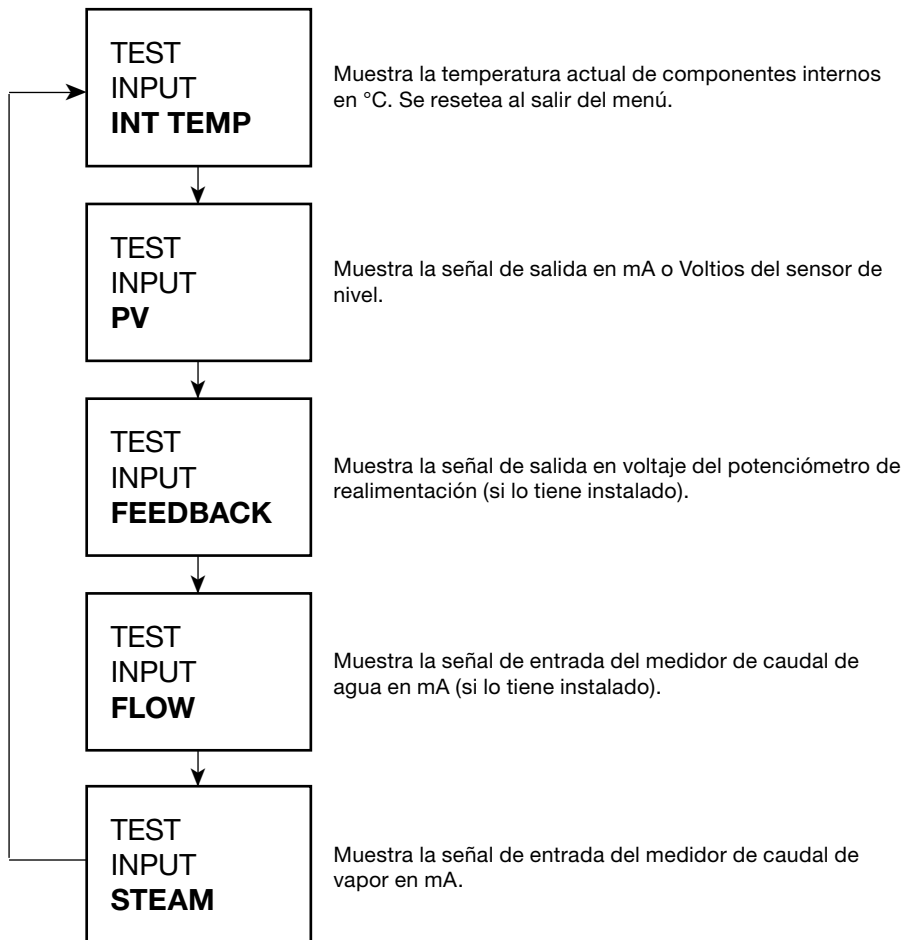 TEST
INPUT
INT TEMP
Muestra la temperatura actual de componentes internos
en °C. Se resetea al salir del menú.
TEST
INPUT
PV
Muestra la señal de salida en mA o Voltios del sensor de
nivel.
TEST
INPUT
FEEDBACK
Muestra la señal de salida en voltaje del potenciómetro de
realimentación (si lo tiene instalado).
TEST
INPUT
FLOW
Muestra la señal de entrada del medidor de caudal de
agua en mA (si lo tiene instalado).
TEST
INPUT
STEAM
Muestra la señal de entrada del medidor de caudal de
vapor en mA.